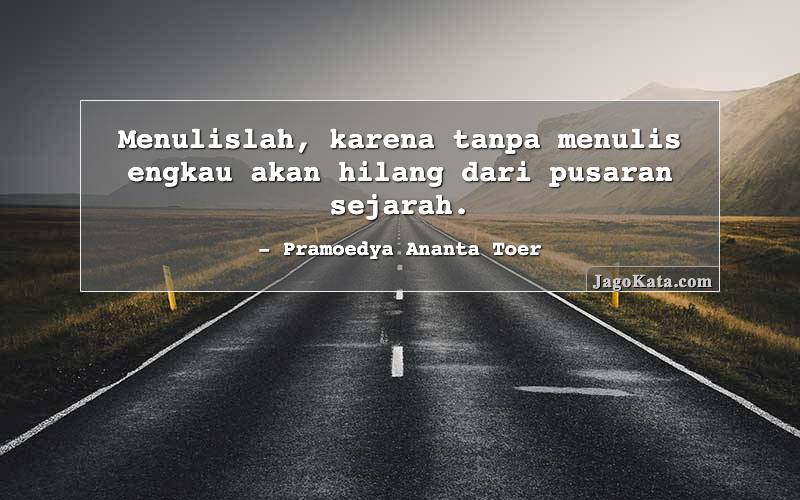 Menulislah, karena tanpa menulis
engkau akan hilang dari pusaran
sejarah.
– Pramoedya Ananta Toer
JagoKata.com